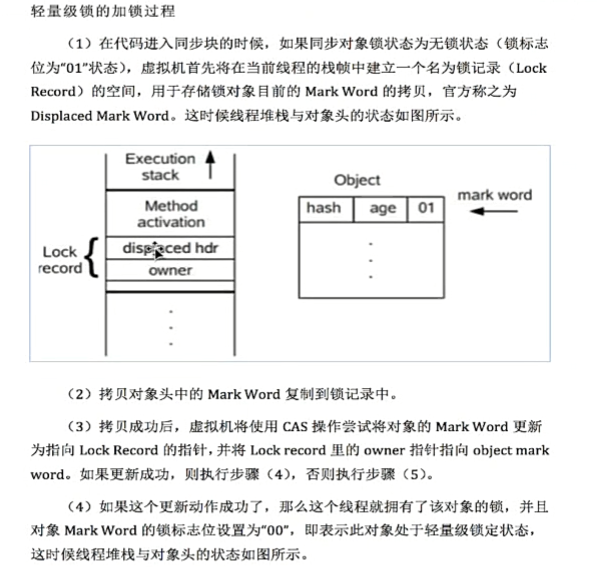 轻量级锁的加锁过程
（1）在代码进入同步块的时候，如果同步对象锁状态为无锁状态（锁标志
位为“01”状态），虚拟机首先将在当前线程的栈帧中建立一个名为锁记录（Lock
Record）的空间，用于存储锁对象目前的 Mark Word 的拷贝，官方称之为
Displaced Mark Word。这时候线程堆栈与对象头的状态如图所示。
Execution
stack
Method
activation
Lock
record
displaced hdr
owner
Object
hash age 01
mark word
（2）拷贝对象头中的 Mark Word 复制到锁记录中。
（3）拷贝成功后，虚拟机将使用 CAS 操作尝试将对象的 Mark Word 更新
为指向 Lock Record 的指针，并将 Lock record 里的 owner 指针指向 object mark
word。如果更新成功，则执行步骤（4），否则执行步骤（5）。
（4）如果这个更新动作成功了，那么这个线程就拥有了该对象的锁，并且
对象 Mark Word 的锁标志位设置为“00”，即表示此对象处于轻量级锁定状态，
这时候线程堆栈与对象头的状态如图所示。